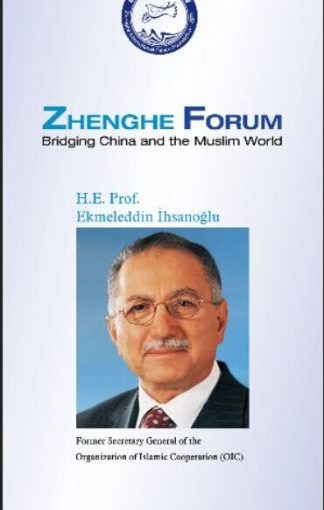 ZHENGHE FORUM
Bridging China and the Muslim World
H.E. Prof.
Ekmeleddin İhsanoğlu
Former Secretary General of the
Organization of Islamic Cooperation (OIC)